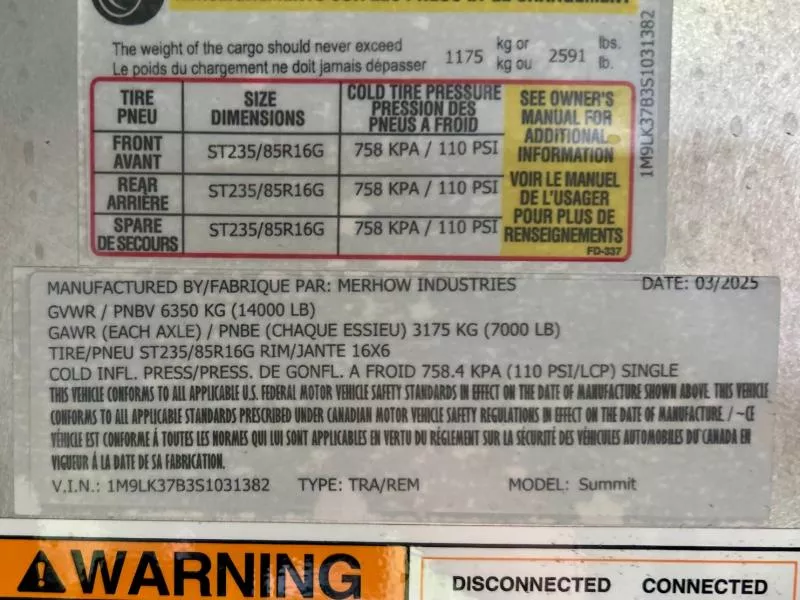 The weight of the cargo should never exceed 1175 kg or 2591 lbs.
Le poids du chargement ne doit jamais dépasser kg ou lb.
TIRE PNEU
SIZE DIMENSIONS
COLD TIRE PRESSURE
PRESSION DES
PNEUS A FROID
SEE OWNER'S
MANUAL FOR
ADDITIONAL
INFORMATION
VOIR LE MANUEL
DE L'USAGER
POUR PLUS DE
RENSEIGNEMENTS
FD-337
FRONT AVANT ST235/85R16G 758 KPA / 110 PSI
REAR ARRIÈRE ST235/85R16G 758 KPA / 110 PSI
SPARE DE SECOURS ST235/85R16G 758 KPA / 110 PSI
1M9LK37B3S1031382
MANUFACTURED BY/FABRIQUE PAR: MERHOW INDUSTRIES DATE: 03/2025
GVWR / PNBV 6350 KG (14000 LB)
GAWR (EACH AXLE) / PNBE (CHAQUE ESSIEU) 3175 KG (7000 LB)
TIRE/PNEU ST235/85R16G RIM/JANTE 16X6
COLD INFL. PRESS/PRESS. DE GONFL. A FROID 758.4 KPA (110 PSI/LCP) SINGLE
THIS VEHICLE CONFORMS TO ALL APPLICABLE U.S. FEDERAL MOTOR VEHICLE SAFETY STANDARDS IN EFFECT ON THE DATE OF MANUFACTURE SHOWN ABOVE. THIS VEHICLE
CONFORMS TO ALL APPLICABLE STANDARDS PRESCRIBED UNDER CANADIAN MOTOR VEHICLE SAFETY REGULATIONS IN EFFECT ON THE DATE OF MANUFACTURE. / ~CE
VÉHICLE EST CONFORME Á TOUTES LES NORMES QUI LUI SONT APPLICABLES EN VERTU DU RÉGLEMENT SUR LA SÉCURITÉ DES VÉHICULES AUTOMOBILES DU CANADA EN
VIGUEUR Á LA DATE DE SA FABRICATION.
V.I.N.: 1M9LK37B3S1031382 TYPE: TRA/REM MODEL: Summit
WARNING
DISCONNECTED CONNECTED